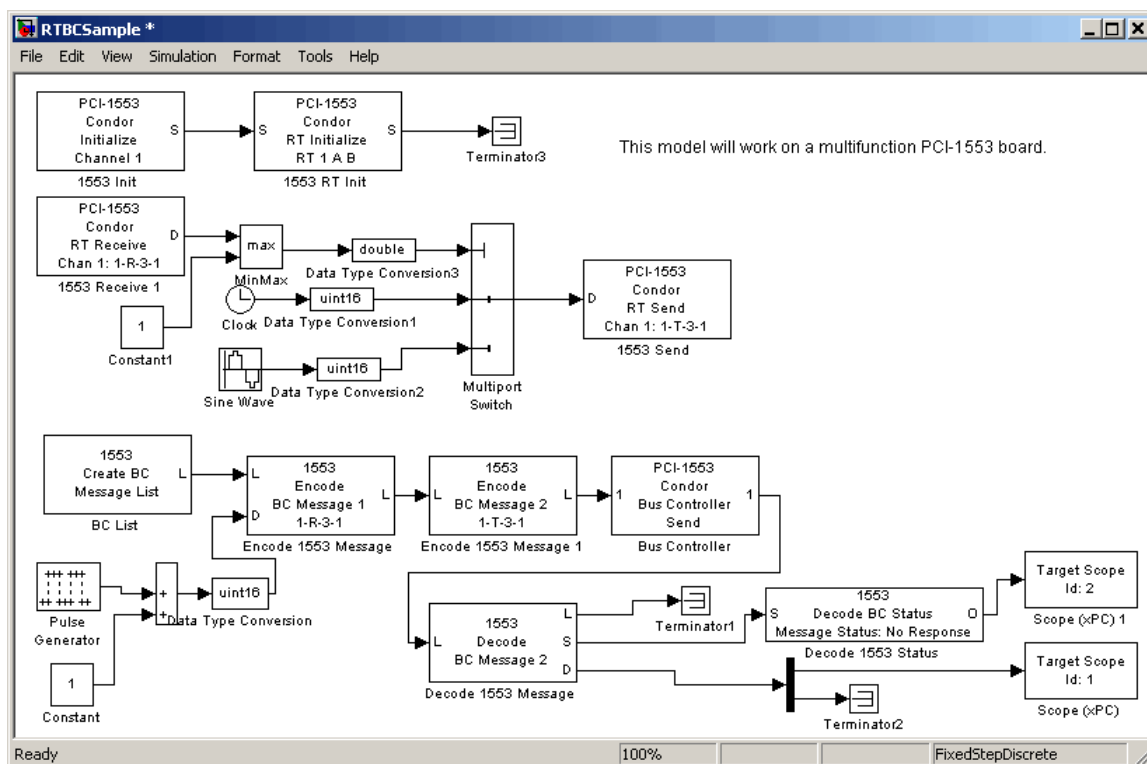 RTBCSample *
File Edit View Simulation Format Tools Help
PCI-1553
Condor
Initialize
Channel 1
S
1553 Init
S
PCI-1553
Condor
RT Initialize
RT 1 A B
S
1553 RT Init
Terminator3
This model will work on a multifunction PCI-1553 board.
PCI-1553
Condor
RT Receive
Chan 1: 1-R-3-1
D
1553 Receive 1
max
MinMax
double
Data Type Conversion3
Clock
uint16
Data Type Conversion1
1
Constant1
Sine Wave
uint16
Data Type Conversion2
Multiport
Switch
D
PCI-1553
Condor
RT Send
Chan 1: 1-T-3-1
1553 Send
1553
Create BC
Message List
L
BC List
L
D
1553
Encode
BC Message 1
1-R-3-1
L
Encode 1553 Message
L
1553
Encode
BC Message 2
1-T-3-1
L
Encode 1553 Message 1
1
PCI-1553
Condor
Bus Controller
Send
1
Bus Controller
Pulse
Generator
+
+
uint16
Data Type Conversion
1
Constant
L
1553
Decode
BC Message 2
L
S
D
Decode 1553 Message
Terminator1
S
1553
Decode BC Status
Message Status: No Response
O
Decode 1553 Status
Target Scope
Id: 2
Scope (xPC) 1
Target Scope
Id: 1
Scope (xPC)
Terminator2
Ready
100%
FixedStepDiscrete